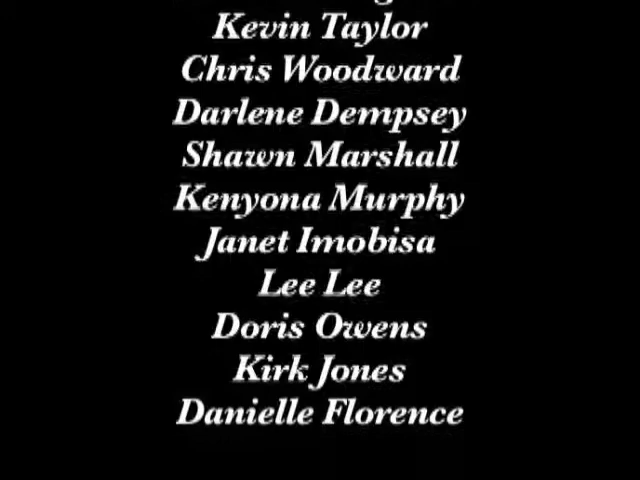 Kevin Taylor
Chris Woodward
Darlene Dempsey
Shawn Marshall
Kenyona Murphy
Janet Imobisa
Lee Lee
Doris Owens
Kirk Jones
Danielle Florence